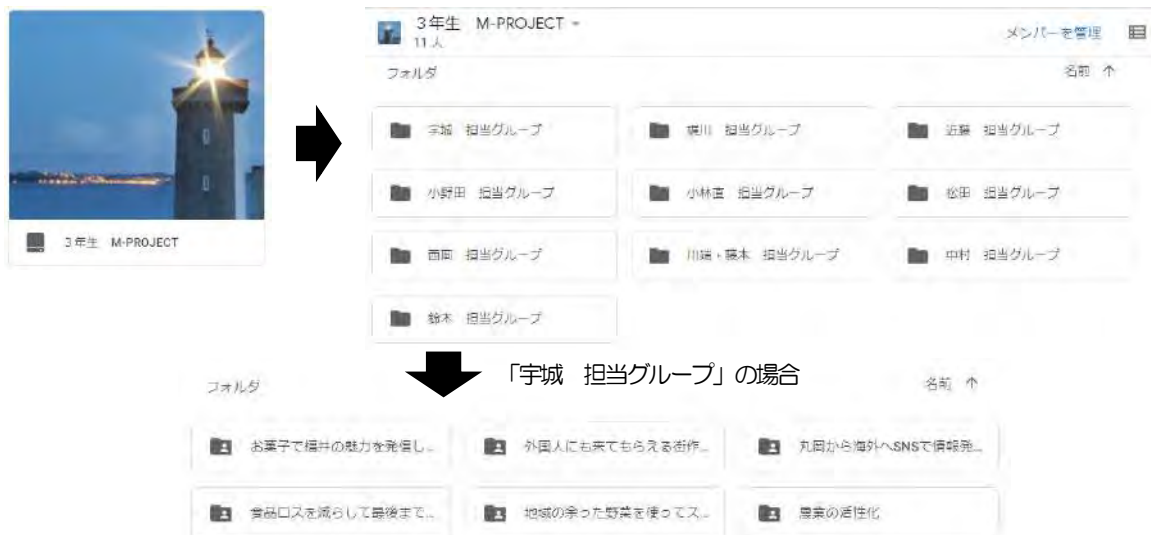 3年生 M-PROJECT
3年生 M-PROJECT
11人
メンバーを管理
フォルダ
名前 ↑
宇城 担当グループ
梶川 担当グループ
近藤 担当グループ
小野田 担当グループ
小林直 担当グループ
松田 担当グループ
西岡 担当グループ
川端・藤本 担当グループ
中村 担当グループ
鈴木 担当グループ
「宇城 担当グループ」の場合
フォルダ
名前 ↑
お菓子で福井の魅力を発信し...
外国人にも来てもらえる街作...
丸岡から海外へSNSで情報発...
食品ロスを減らして最後まで...
地域の余った野菜を使ってス...
農業の活性化